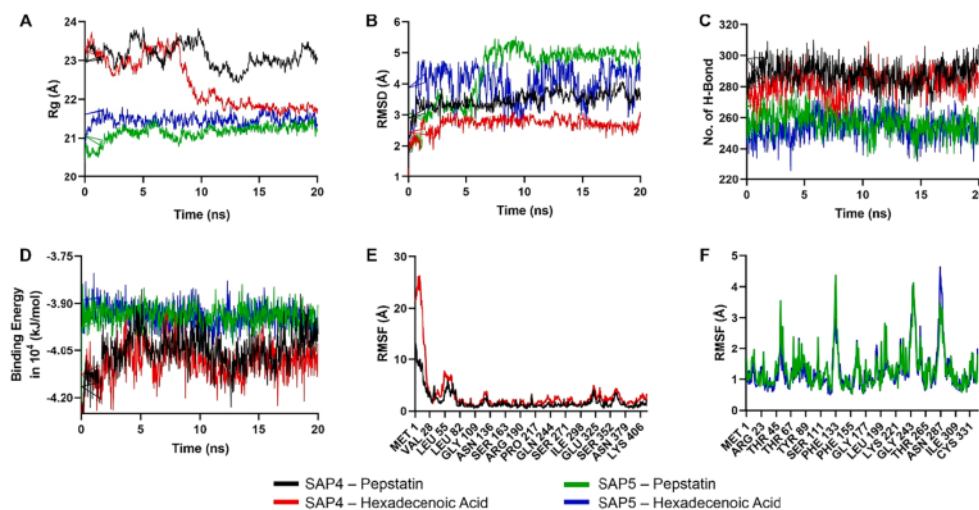 A
Rg (Å)
24
23
22
21
20
0 5 10 15 20
Time (ns)
B
RMSD (Å)
6
5
4
3
2
1
0 5 10 15 20
Time (ns)
C
No. of H-Bond
320
300
280
260
240
220
0 5 10 15 20
Time (ns)
D
Binding Energy
in 10⁴ (kJ/mol)
-3.75
-3.90
-4.05
-4.20
0 5 10 15 20
Time (ns)
E
RMSF (Å)
30
20
10
0
MET 1 VAL 28 LEU 55 LEU 82 GLY 109 ASN 136 SER 163 ARG 190 PRO 217 GLN 244 SER 271 ILE 298 GLU 325 SER 352 ASN 379 LYS 406
F
RMSF (Å)
5
4
3
2
1
0
MET 1 ARG 23 THR 45 THR 67 TYR 89 SER 111 PHE 133 PHE 155 GLY 177 LEU 199 LYS 221 TYR 243 THR 265 ASN 287 ILE 309 CYS 331
SAP4 – Pepstatin SAP5 – Pepstatin
SAP4 – Hexadecenoic Acid SAP5 – Hexadecenoic Acid